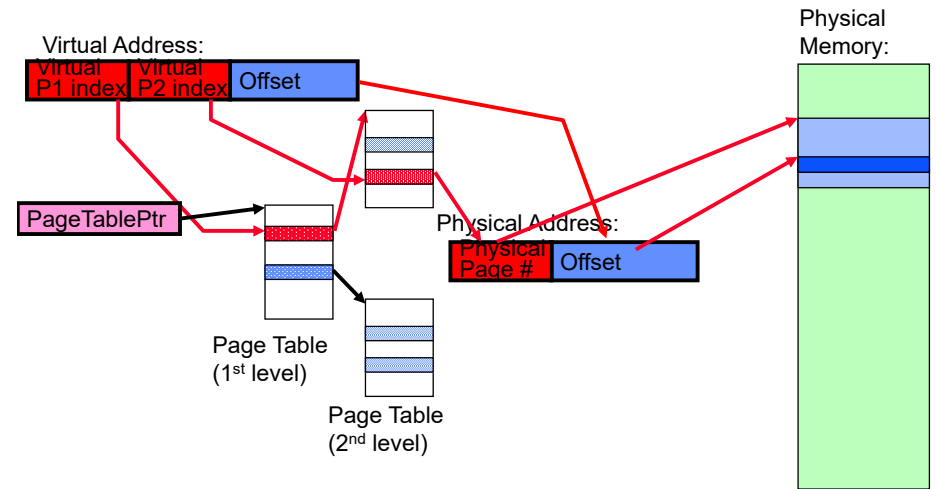 Physical
Memory:
Virtual Address:
Virtual
P1 index
Virtual
P2 index
Offset
PageTablePtr
Physical Address:
Physical
Page #
Offset
Page Table
(1st level)
Page Table
(2nd level)